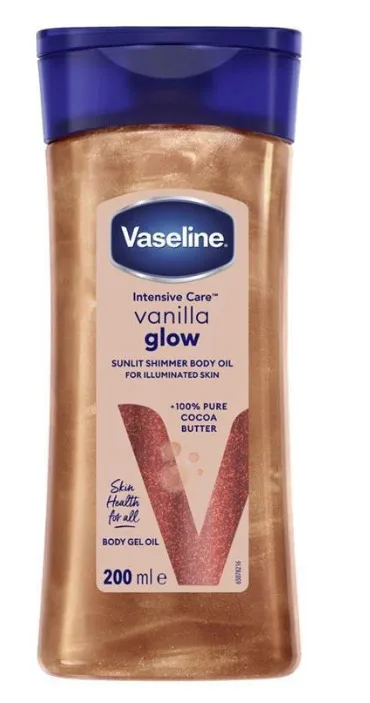 Vaseline.
Intensive Care™
vanilla
glow
SUNLIT SHIMMER BODY OIL
FOR ILLUMINATED SKIN
+100% PURE
COCOA
BUTTER
Skin
Health
for all
BODY GEL OIL
200 ml e